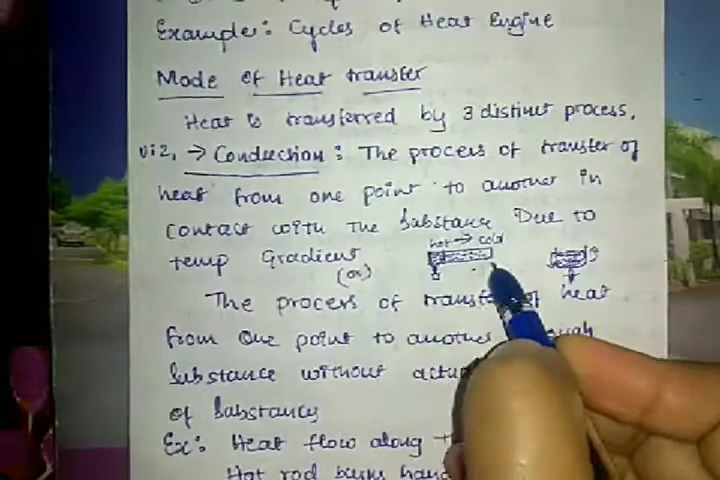 Example: Cycles of Heat Engine
Mode of Heat transfer
Heat is transferred by 3 distinct process,
viz, → Conduction: The process of transfer of
heat from one point to another in
contact with the Substance Due to
temp Gradient
hot → cold
(or)
The process of transfer of heat
from one point to another
Substance without
of Substances
Ex: Heat flow along
Hot rod burns hand